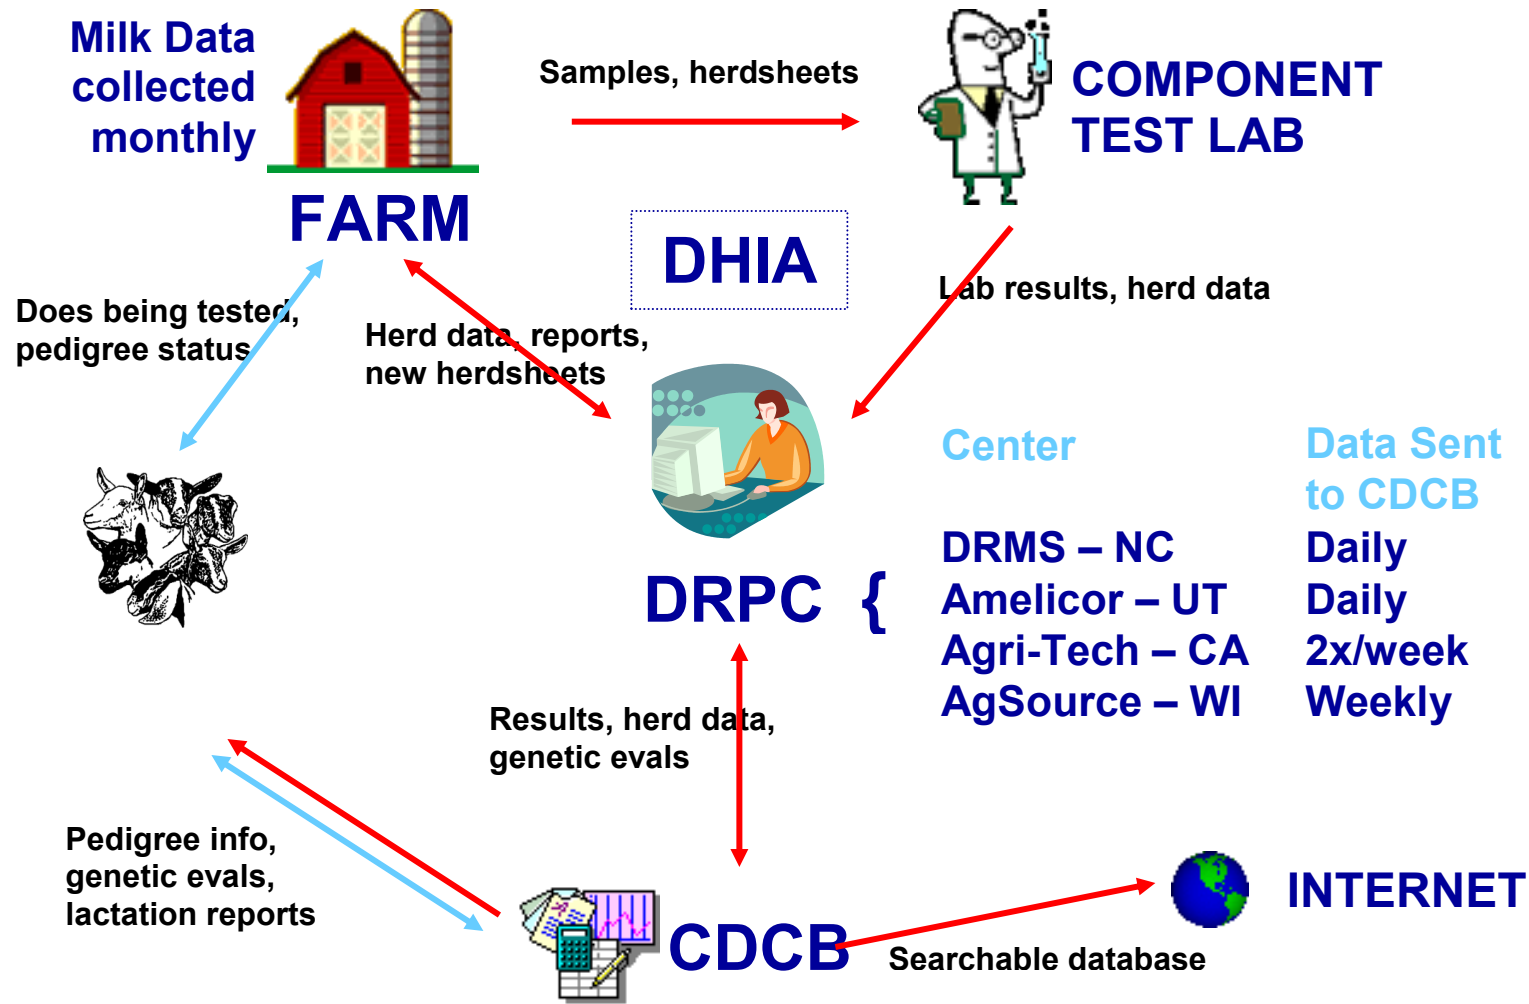 Milk Data
collected
monthly
FARM
Samples, herdsheets
COMPONENT
TEST LAB
DHIA
Lab results, herd data
Does being tested,
pedigree status
Herd data, reports,
new herdsheets
Center
Data Sent
to CDCB
DRMS – NC Daily
Amelicor – UT Daily
Agri-Tech – CA 2x/week
AgSource – WI Weekly
DRPC {
Results, herd data,
genetic evals
Pedigree info,
genetic evals,
lactation reports
CDCB
Searchable database
INTERNET